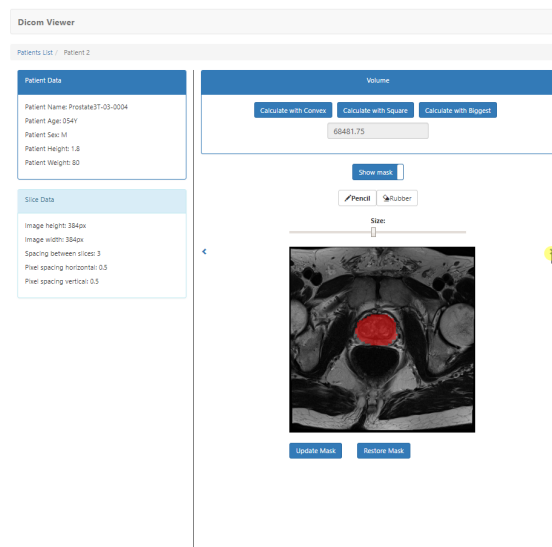 Dicom Viewer
Patients List / Patient 2
Patient Data
Patient Name: Prostate3T-03-0004
Patient Age: 054Y
Patient Sex: M
Patient Height: 1.8
Patient Weight: 80
Slice Data
Image height: 384px
Image width: 384px
Spacing between slices: 3
Pixel spacing horizontal: 0.5
Pixel spacing vertical: 0.5
Volume
Calculate with Convex Calculate with Square Calculate with Biggest
68481.75
Show mask
Pencil Rubber
Size:
Update Mask Restore Mask